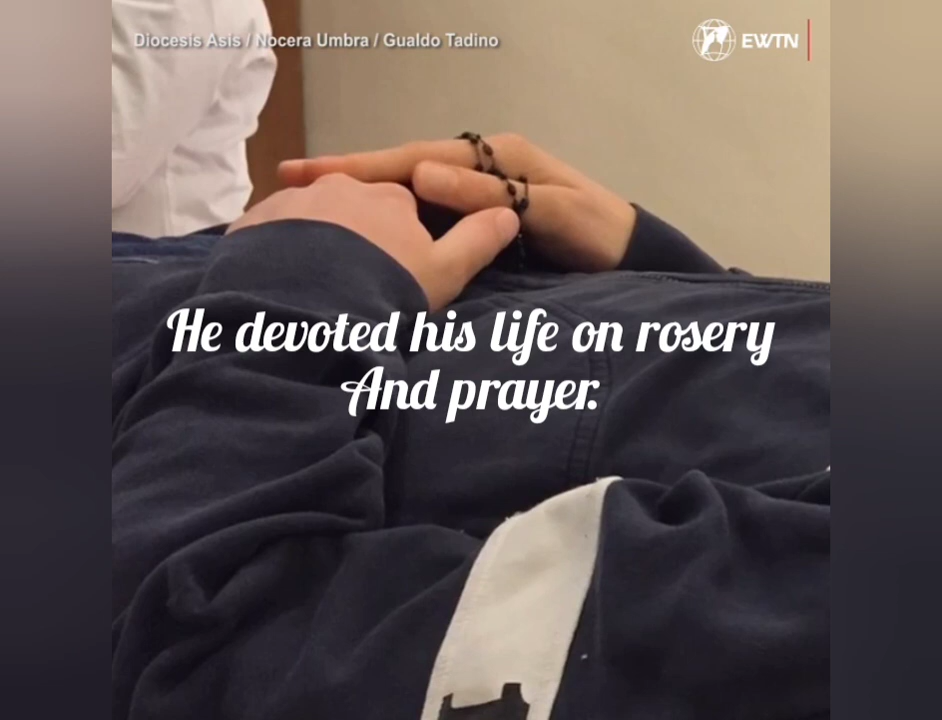 Diocesis Asis / Nocera Umbra / Gualdo Tadino
EWTN
He devoted his life on rosery
And prayer.